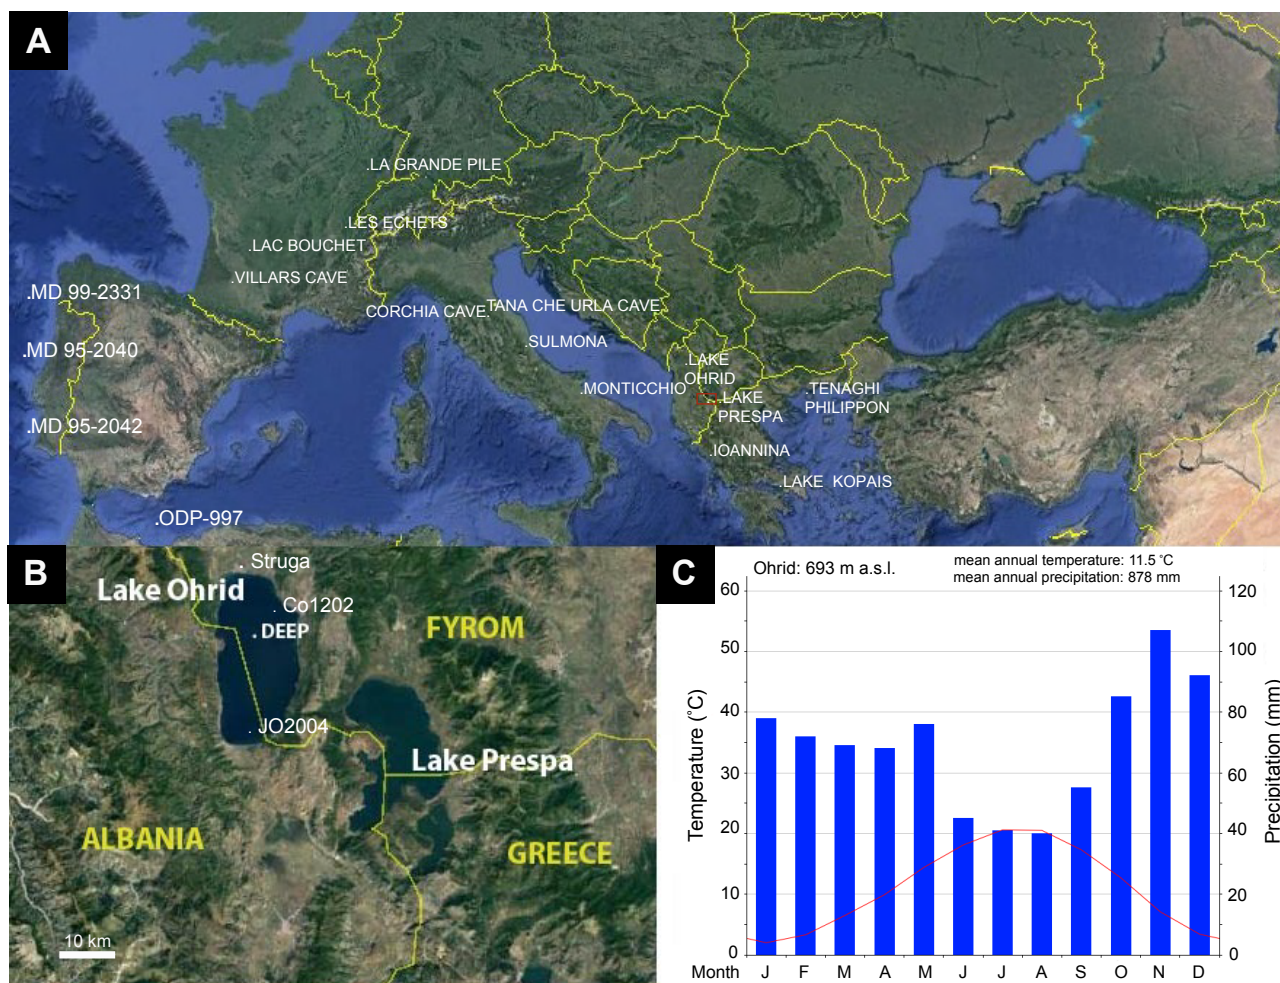 A
.LA GRANDE PILE
.LES ECHETS
.LAC BOUCHET
.VILLARS CAVE
.MD 99-2331
CORCHIA CAVE.
TANA CHE URLA CAVE
.MD 95-2040
.SULMONA
.LAKE
OHRID
.MONTICCHIO
.TENAGHI
PHILIPPON
.LAKE
PRESPA
.MD 95-2042
.IOANNINA
.LAKE KOPAIS
.ODP-997
B
. Struga
Lake Ohrid
. Co1202
. DEEP
FYROM
. JO2004
Lake Prespa
ALBANIA
GREECE
10 km
C
Ohrid: 693 m a.s.l.
mean annual temperature: 11.5 °C
mean annual precipitation: 878 mm
60
50
40
30
20
10
0
Temperature (°C)
120
100
80
60
40
20
0
Precipitation (mm)
Month J F M A M J J A S O N D